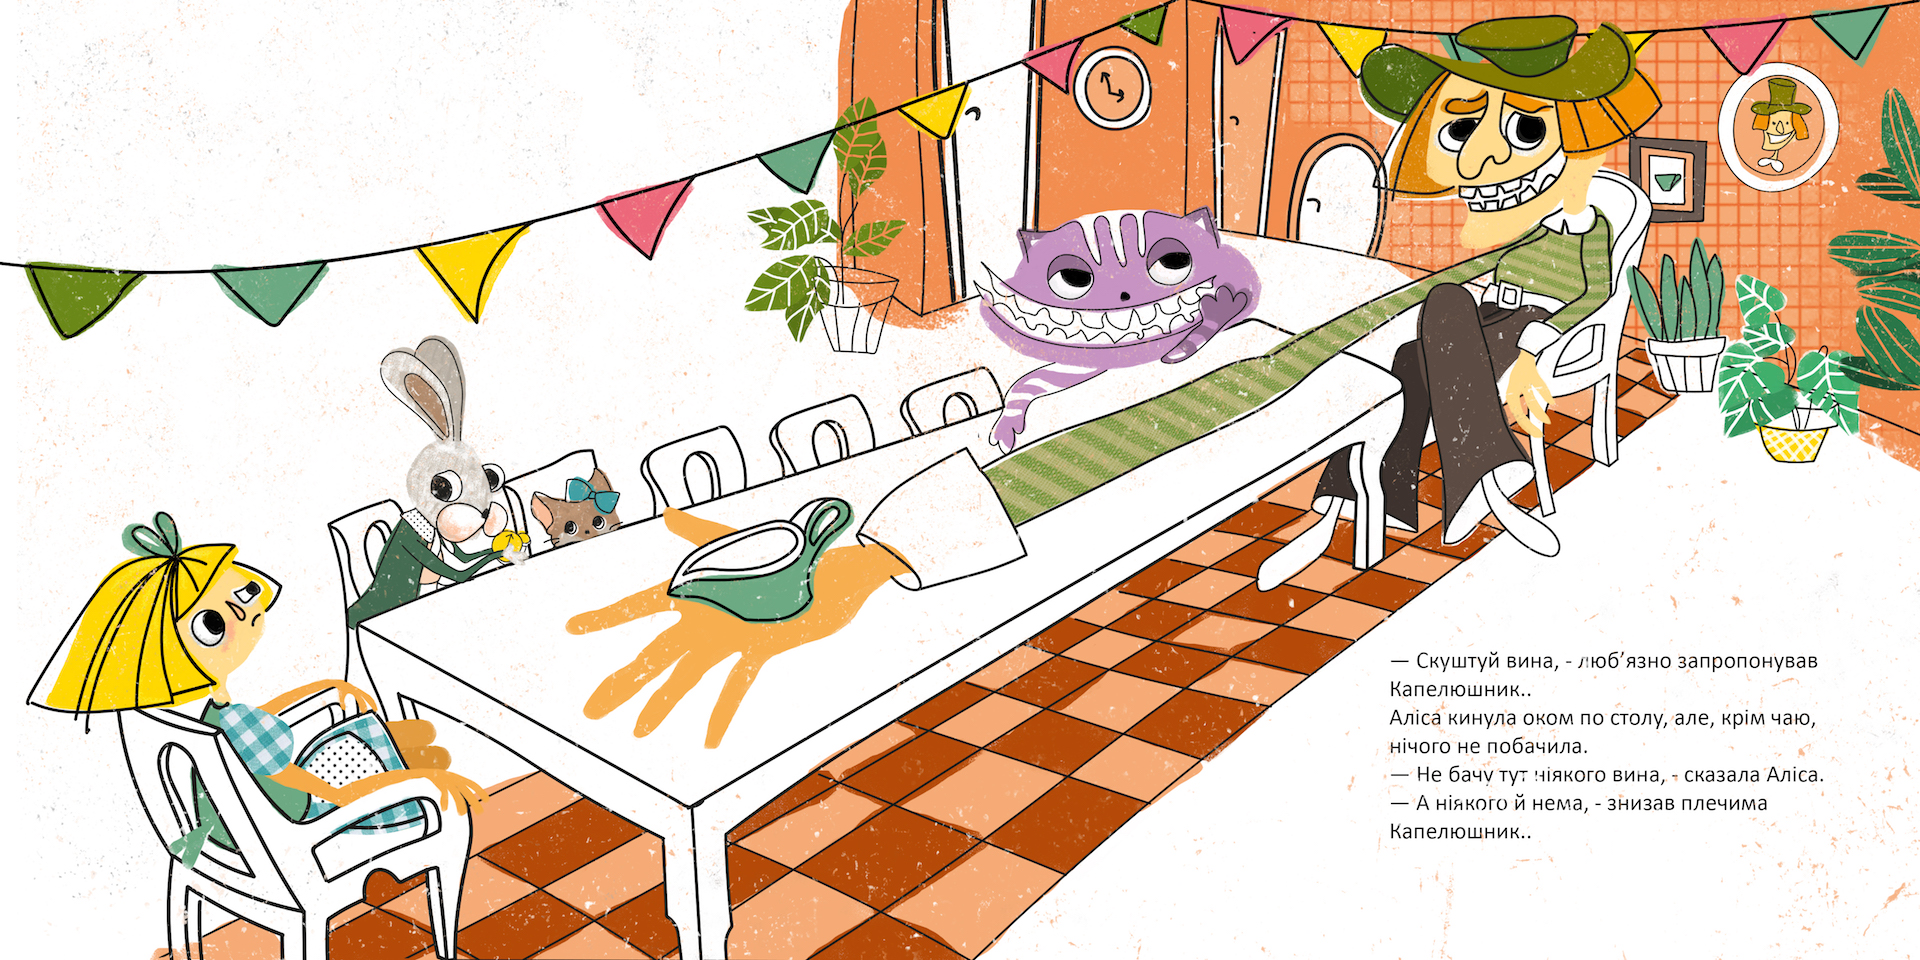 — Скуштуй вина, - люб’язно запропонував
Капелюшник..
Аліса кинула оком по столу, але, крім чаю,
нічого не побачила.
— Не бачу тут ніякого вина, - сказала Аліса.
— А ніякого й нема, - знизав плечима
Капелюшник..